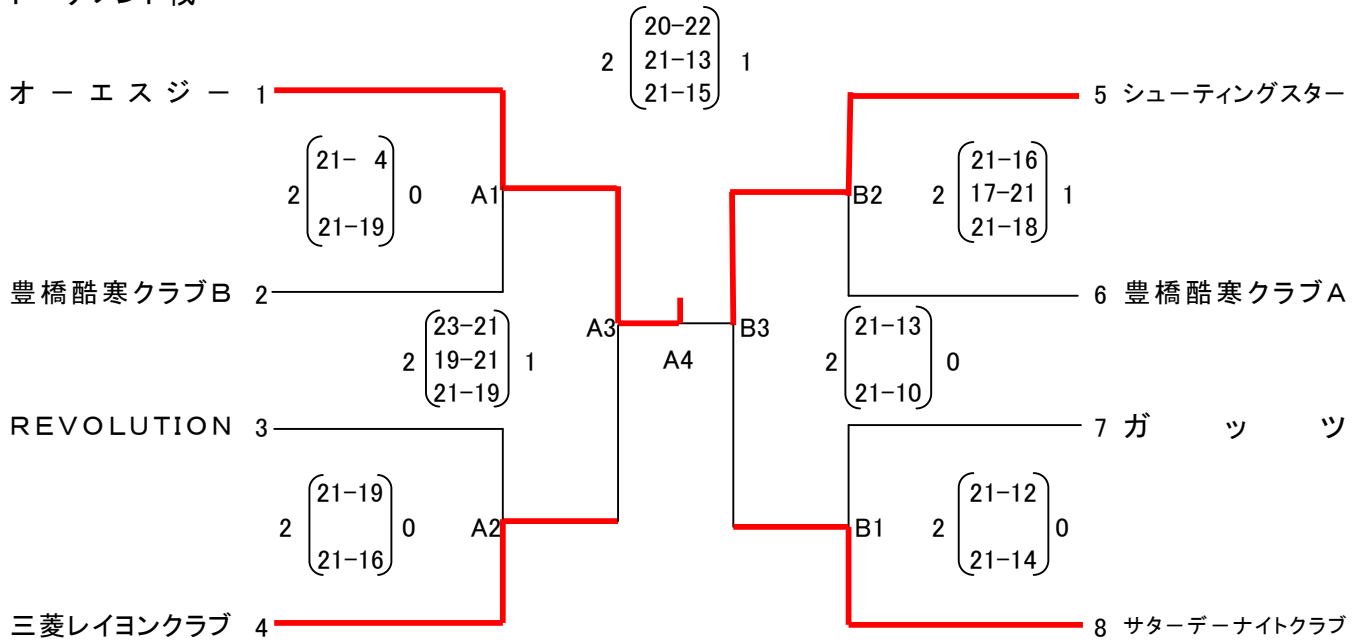 20-22
2 21-13 1
21-15
オーエスジー 1
5 シューティングスター
21- 4
2 0
21-19
A1
B2
21-16
2 17-21 1
21-18
豊橋酷寒クラブB 2
6 豊橋酷寒クラブA
23-21
2 19-21 1
21-19
A3
A4
B3
21-13
2 0
21-10
REVOLUTION 3
7 ガッツ
21-19
2 0
21-16
A2
B1
21-12
2 0
21-14
三菱レイヨンクラブ 4
8 サターデーナイトクラブ